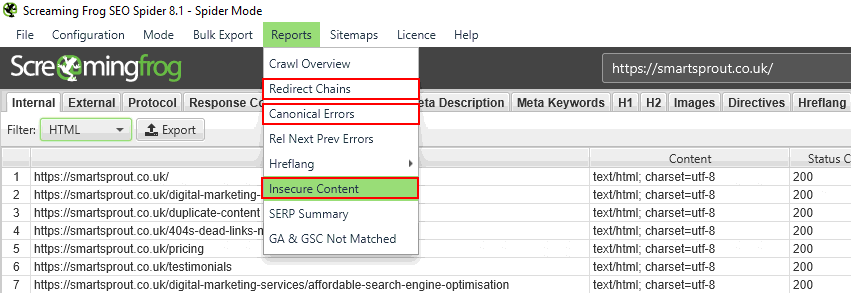 Screaming Frog SEO Spider 8.1 - Spider Mode
File Configuration Mode Bulk Export Reports Sitemaps Licence Help
Screamingfrog https://smartsprout.co.uk/
Crawl Overview
Redirect Chains
Canonical Errors
Rel Next Prev Errors
Hreflang
Insecure Content
SERP Summary
GA & GSC Not Matched
Internal External Protocol Response Description Meta Keywords H1 H2 Images Directives Hreflang
Filter: HTML Export
Content Status C
1 https://smartsprout.co.uk/ text/html; charset=utf-8 200
2 https://smartsprout.co.uk/digital-marketing- text/html; charset=utf-8 200
3 https://smartsprout.co.uk/duplicate-content text/html; charset=utf-8 200
4 https://smartsprout.co.uk/404s-dead-links- text/html; charset=utf-8 200
5 https://smartsprout.co.uk/pricing text/html; charset=utf-8 200
6 https://smartsprout.co.uk/testimonials text/html; charset=utf-8 200
7 https://smartsprout.co.uk/digital-marketing-services/affordable-search-engine-optimisation text/html; charset=utf-8 200